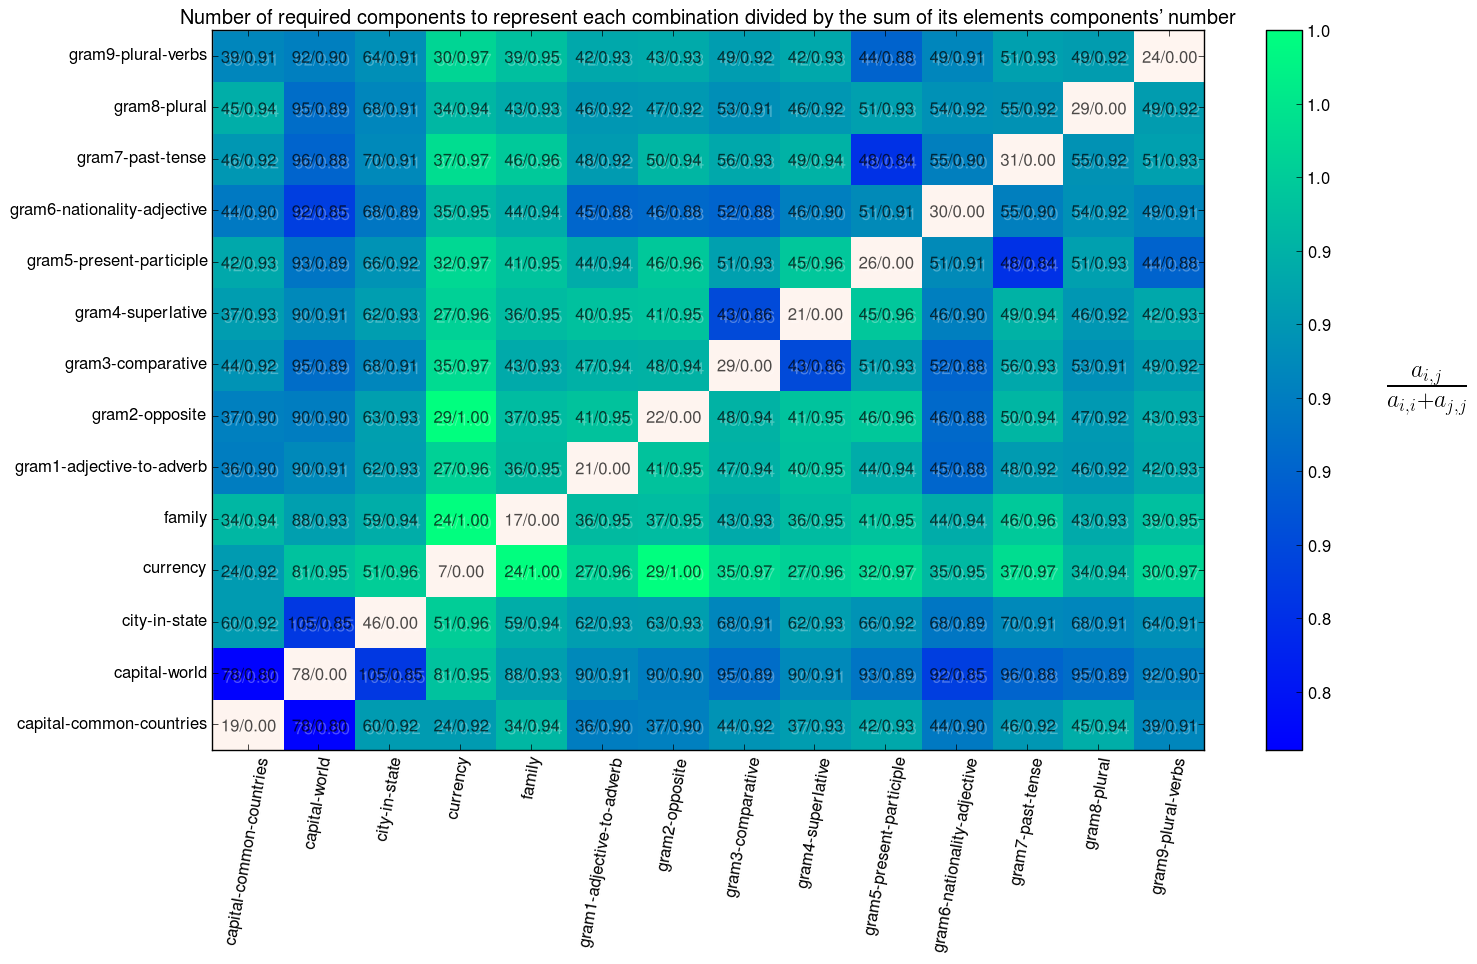 Number of required components to represent each combination divided by the sum of its elements components' number
gram9-plural-verbs 39/0.91 92/0.90 64/0.91 30/0.97 39/0.95 42/0.93 43/0.93 49/0.92 42/0.93 44/0.88 49/0.91 51/0.93 49/0.92 24/0.00
gram8-plural 45/0.94 95/0.89 68/0.91 34/0.94 43/0.93 46/0.92 47/0.92 53/0.91 46/0.92 51/0.93 54/0.92 55/0.92 29/0.00 49/0.92
gram7-past-tense 46/0.92 96/0.88 70/0.91 37/0.97 46/0.96 48/0.92 50/0.94 56/0.93 49/0.94 48/0.84 55/0.90 31/0.00 55/0.92 51/0.93
gram6-nationality-adjective 44/0.90 92/0.85 68/0.89 35/0.95 44/0.94 45/0.88 46/0.88 52/0.88 46/0.90 51/0.91 30/0.00 55/0.90 54/0.92 49/0.91
gram5-present-participle 42/0.93 93/0.89 66/0.92 32/0.97 41/0.95 44/0.94 46/0.96 51/0.93 45/0.96 26/0.00 51/0.91 48/0.84 51/0.93 44/0.88
gram4-superlative 37/0.93 90/0.91 62/0.93 27/0.96 36/0.95 40/0.95 41/0.95 43/0.86 21/0.00 45/0.96 46/0.90 49/0.94 46/0.92 42/0.93
gram3-comparative 44/0.92 95/0.89 68/0.91 35/0.97 43/0.93 47/0.94 48/0.94 29/0.00 43/0.86 51/0.93 52/0.88 56/0.93 53/0.91 49/0.92
gram2-opposite 37/0.90 90/0.90 63/0.93 29/1.00 37/0.95 41/0.95 22/0.00 48/0.94 41/0.95 46/0.96 46/0.88 50/0.94 47/0.92 43/0.93
gram1-adjective-to-adverb 36/0.90 90/0.91 62/0.93 27/0.96 36/0.95 21/0.00 41/0.95 47/0.94 40/0.95 44/0.94 45/0.88 48/0.92 46/0.92 42/0.93
family 34/0.94 88/0.93 59/0.94 24/1.00 17/0.00 36/0.95 37/0.95 43/0.93 36/0.95 41/0.95 44/0.94 46/0.96 43/0.93 39/0.95
currency 24/0.92 81/0.95 51/0.96 7/0.00 24/1.00 27/0.96 29/1.00 35/0.97 27/0.96 32/0.97 35/0.95 37/0.97 34/0.94 30/0.97
city-in-state 60/0.92 105/0.85 46/0.00 51/0.96 59/0.94 62/0.93 63/0.93 68/0.91 62/0.93 66/0.92 68/0.89 70/0.91 68/0.91 64/0.91
capital-world 78/0.80 78/0.00 105/0.85 81/0.95 88/0.93 90/0.91 90/0.90 95/0.89 90/0.91 93/0.89 92/0.85 96/0.88 95/0.89 92/0.90
capital-common-countries 19/0.00 78/0.80 60/0.92 24/0.92 34/0.94 36/0.90 37/0.90 44/0.92 37/0.93 42/0.93 44/0.90 46/0.92 45/0.94 39/0.91
capital-common-countries
capital-world
city-in-state
currency
family
gram1-adjective-to-adverb
gram2-opposite
gram3-comparative
gram4-superlative
gram5-present-participle
gram6-nationality-adjective
gram7-past-tense
gram8-plural
gram9-plural-verbs
1.0
1.0
1.0
0.9
0.9
0.9
0.9
0.9
0.8
0.8
a_{i,j}
a_{i,i}+a_{j,j}